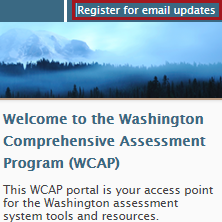 Register for email updates
Welcome to the Washington
Comprehensive Assessment
Program (WCAP)
This WCAP portal is your access point
for the Washington assessment
system tools and resources.